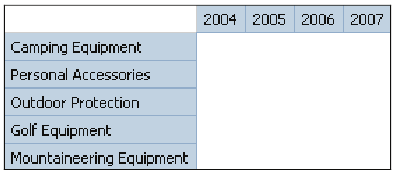 2004 2005 2006 2007
Camping Equipment
Personal Accessories
Outdoor Protection
Golf Equipment
Mountaineering Equipment